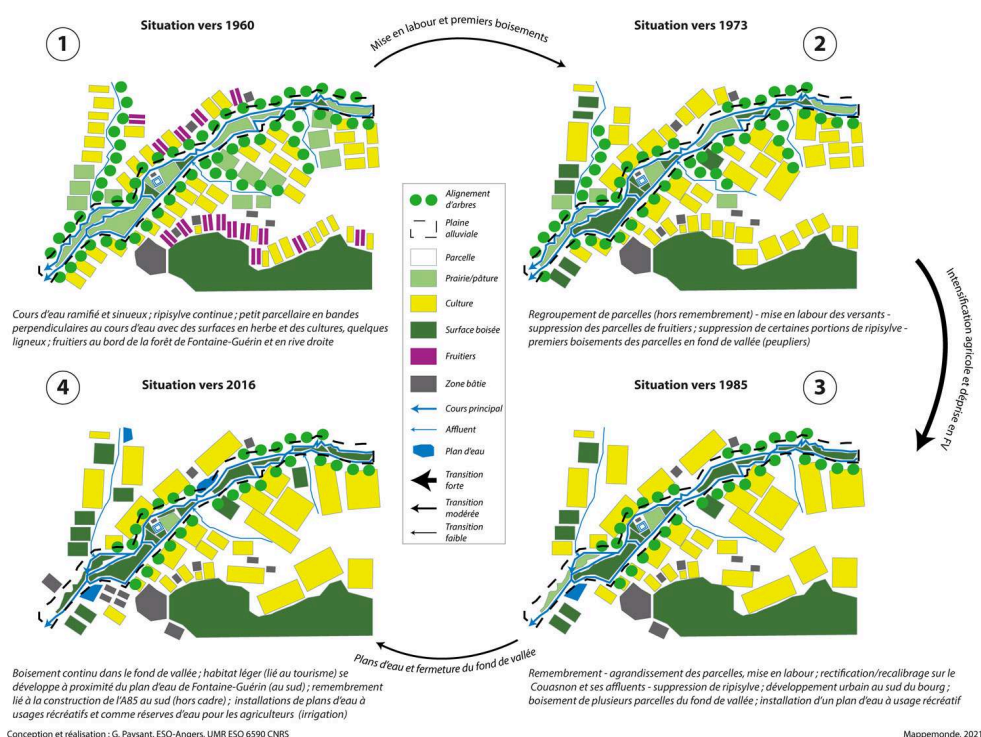 Situation vers 1960
1
Mise en labour et premiers boisements
Situation vers 1973
2
Cours d'eau ramifié et sinueux ; ripisylve continue ; petit parcellaire en bandes
perpendiculaires au cours d'eau avec des surfaces en herbe et des cultures, quelques
ligneux ; fruitiers au bord de la forêt de Fontaine-Guérin et en rive droite
Alignement
d'arbres
Plaine
alluviale
Parcelle
Prairie/pâture
Culture
Surface boisée
Fruitiers
Zone bâtie
Cours principal
Affluent
Plan d'eau
Transition
forte
Transition
modérée
Transition
faible
Regroupement de parcelles (hors remembrement) - mise en labour des versants -
suppression des parcelles de fruitiers ; suppression de certaines portions de ripisylve -
premiers boisements des parcelles en fond de vallée (peupliers)
Intensification agricole et déprise en FV
4
Situation vers 2016
Situation vers 1985
3
Plans d'eau et fermeture du fond de vallée
Boisement continu dans le fond de vallée ; habitat léger (lié au tourisme) se
développe à proximité du plan d'eau de Fontaine-Guérin (au sud) ; remembrement
lié à la construction de l'A85 au sud (hors cadre) ; installations de plans d'eau à
usages récréatifs et comme réserves d'eau pour les agriculteurs (irrigation)
Remembrement - agrandissement des parcelles, mise en labour ; rectification/recalibrage sur le
Couasnon et ses affluents - suppression de ripisylve ; développement urbain au sud du bourg ;
boisement de plusieurs parcelles du fond de vallée ; installation d'un plan d'eau à usage récréatif
Conception et réalisation : G. Paysant, ESO-Angers, UMR ESO 6590 CNRS
Mappemonde, 2021